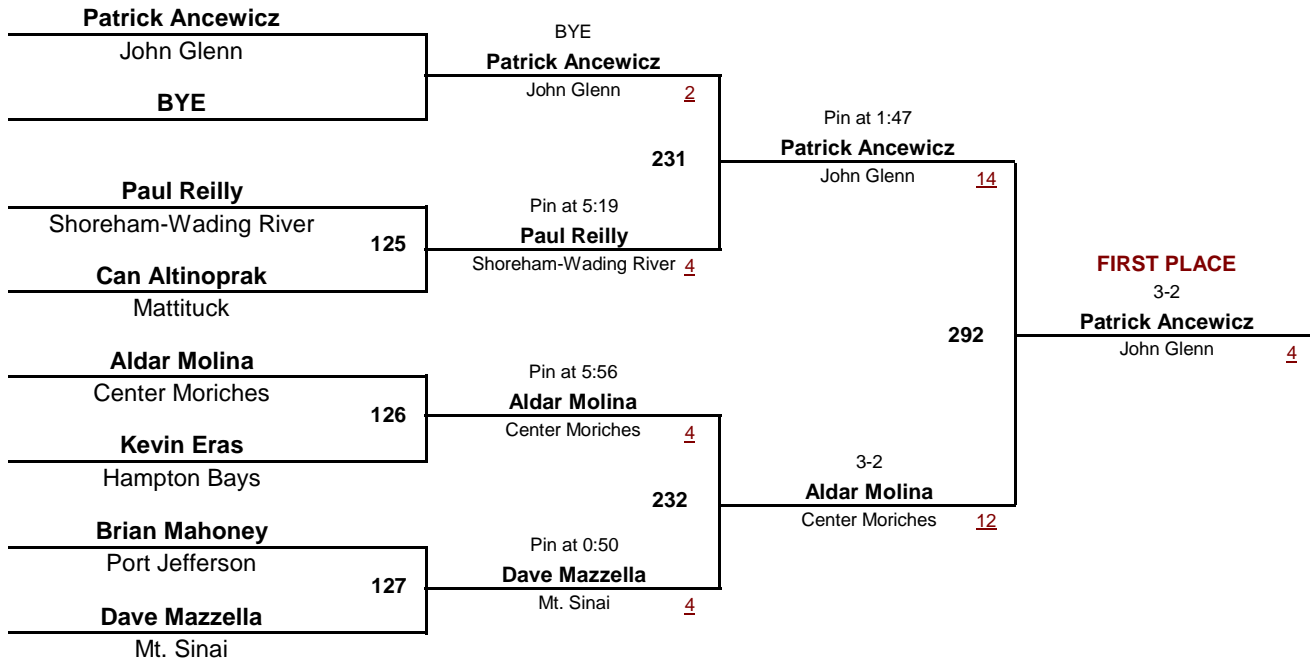 Patrick Ancewicz
John Glenn
BYE
Paul Reilly
Shoreham-Wading River
125
Can Altinoprak
Mattituck
Aldar Molina
Center Moriches
126
Kevin Eras
Hampton Bays
Brian Mahoney
Port Jefferson
127
Dave Mazzella
Mt. Sinai
BYE
Patrick Ancewicz
John Glenn 2
231
Pin at 5:19
Paul Reilly
Shoreham-Wading River 4
Pin at 5:56
Aldar Molina
Center Moriches 4
232
Pin at 0:50
Dave Mazzella
Mt. Sinai 4
Pin at 1:47
Patrick Ancewicz
John Glenn 14
292
3-2
Aldar Molina
Center Moriches 12
FIRST PLACE
3-2
Patrick Ancewicz
John Glenn 4